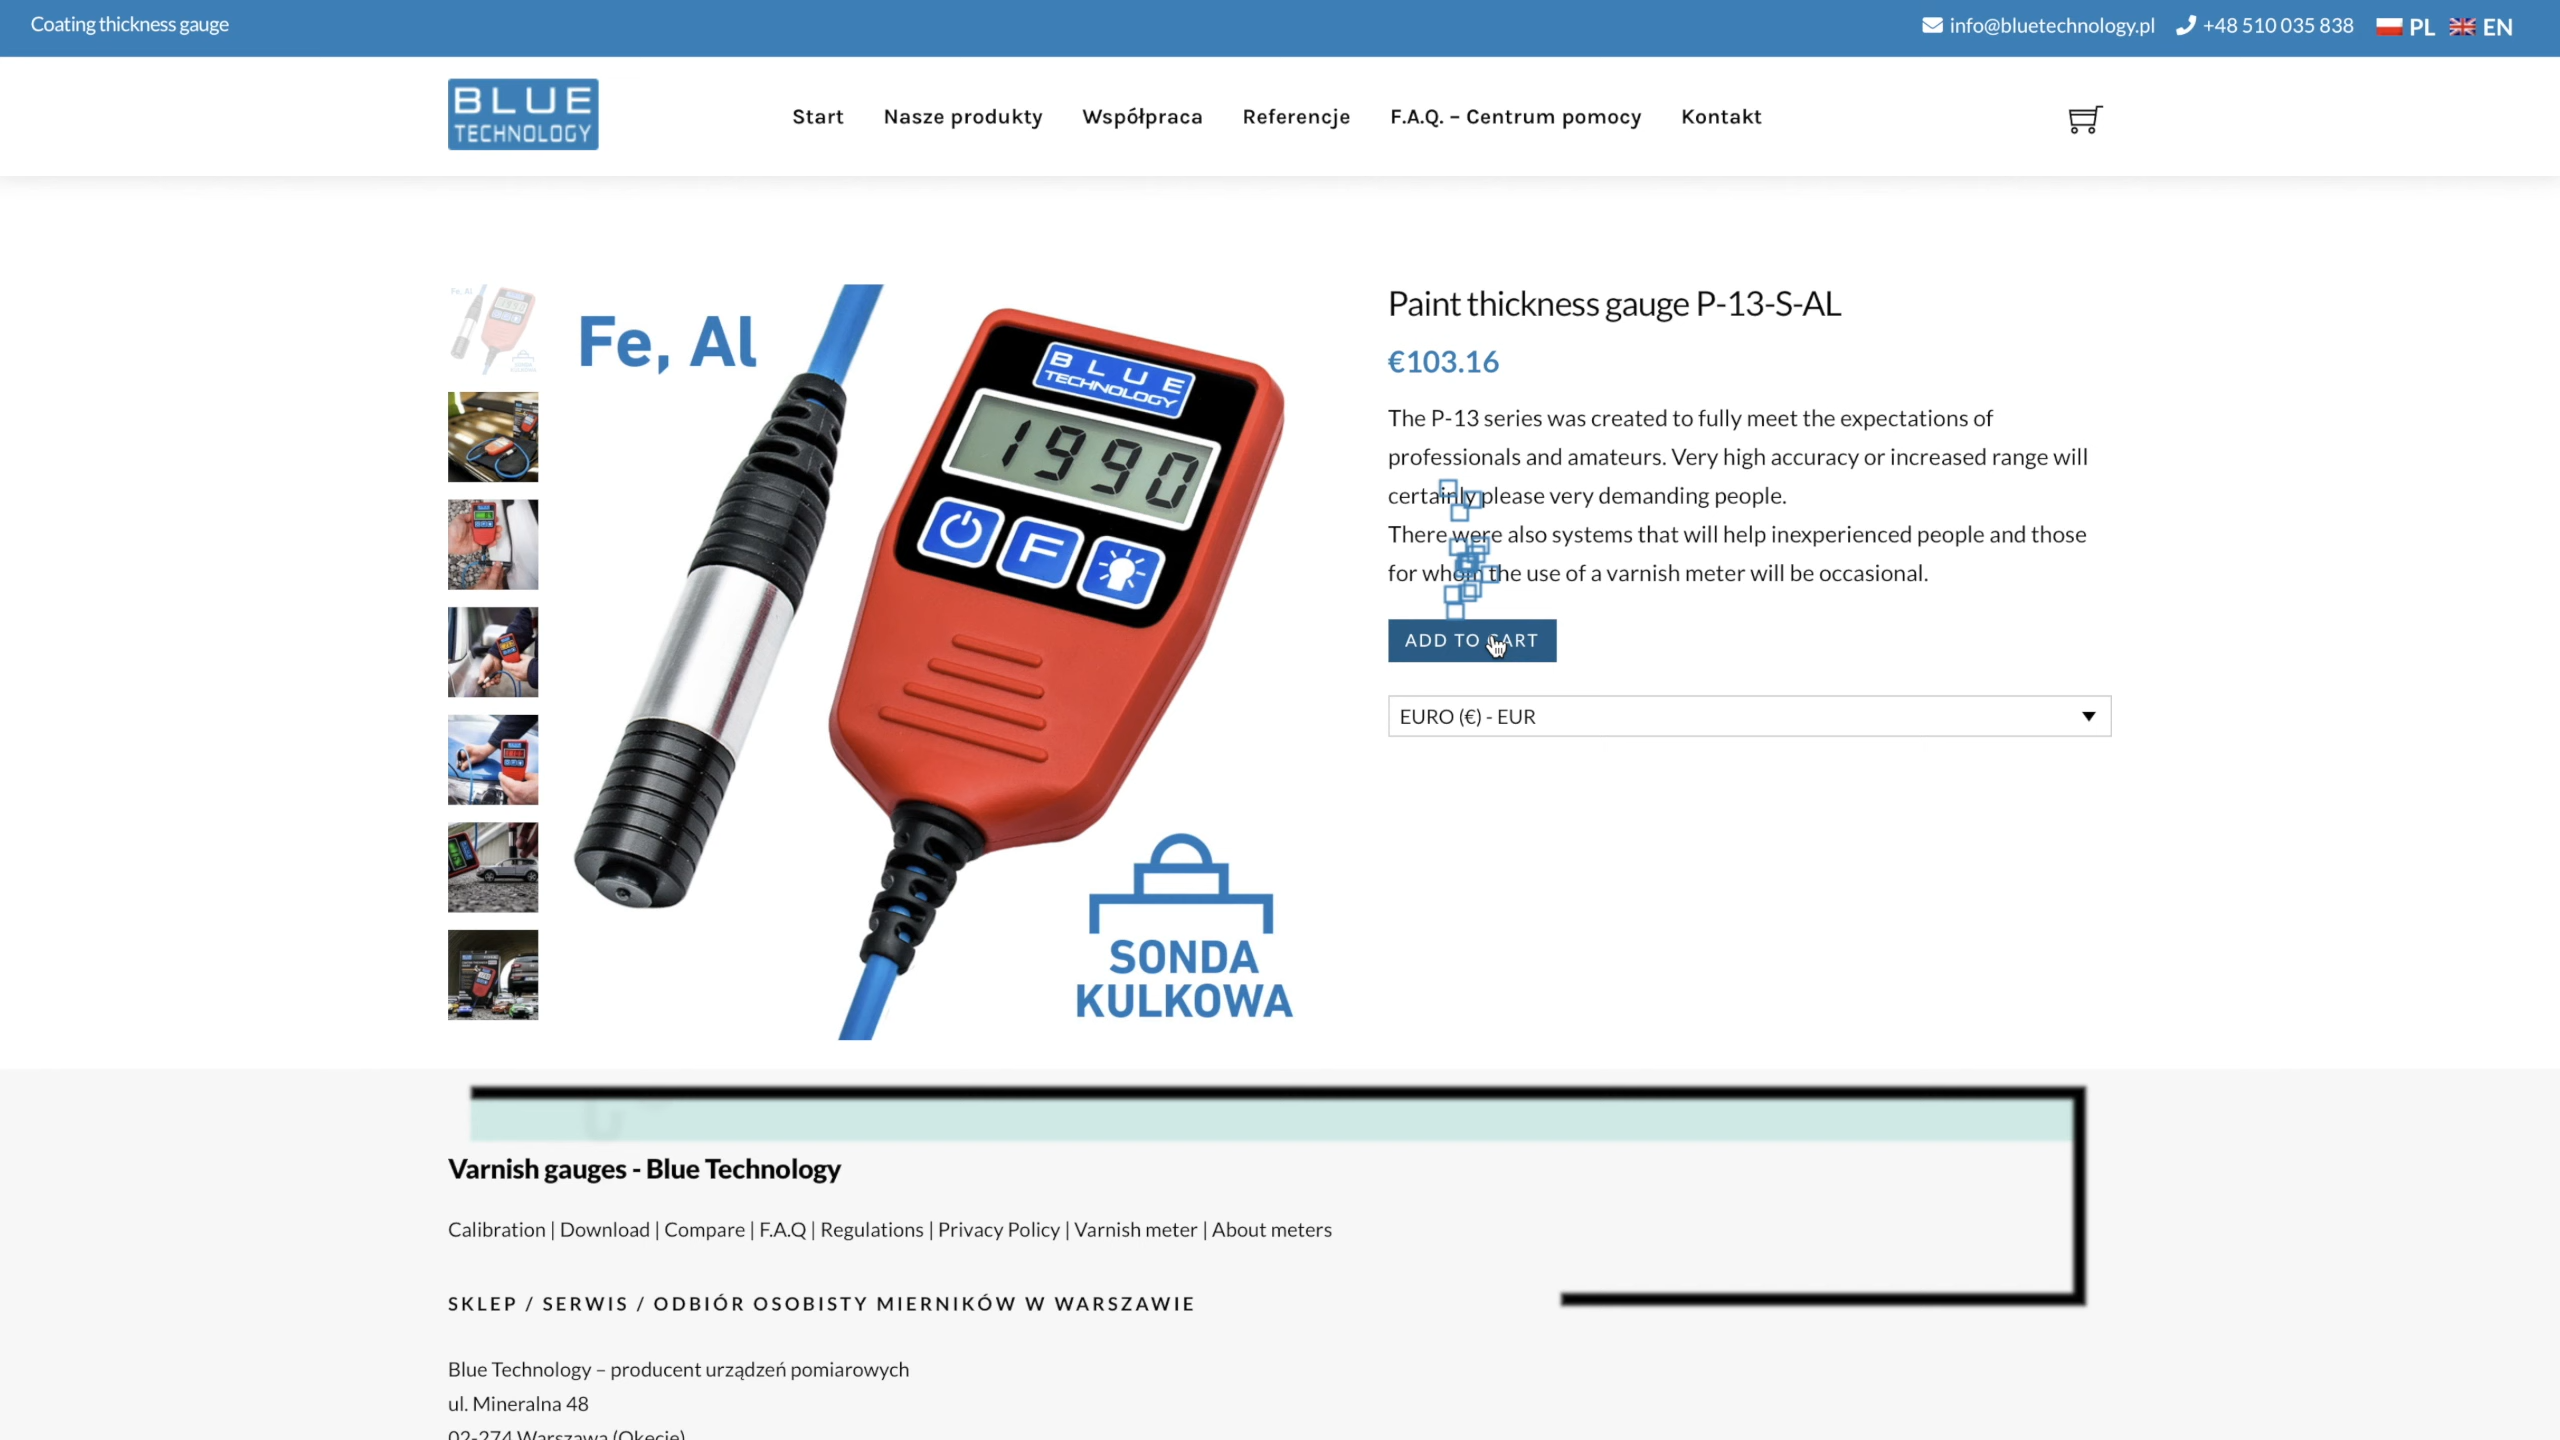 Coating thickness gauge
info@bluetechnology.pl +48 510 035 838 PL EN
BLUE
TECHNOLOGY
Start Nasze produkty Współpraca Referencje F.A.Q. – Centrum pomocy Kontakt
Fe, Al
BLUE
TECHNOLOGY
1990
F
SONDA
KULKOWA
Paint thickness gauge P-13-S-AL
€103.16
The P-13 series was created to fully meet the expectations of
professionals and amateurs. Very high accuracy or increased range will
certainly please very demanding people.
There were also systems that will help inexperienced people and those
for whom the use of a varnish meter will be occasional.
ADD TO CART
EURO (€) - EUR
Varnish gauges - Blue Technology
Calibration | Download | Compare | F.A.Q | Regulations | Privacy Policy | Varnish meter | About meters
SKLEP / SERWIS / ODBIÓR OSOBISTY MIERNIKÓW W WARSZAWIE
Blue Technology – producent urządzeń pomiarowych
ul. Mineralna 48
02-274 Warszawa (Okęcie)